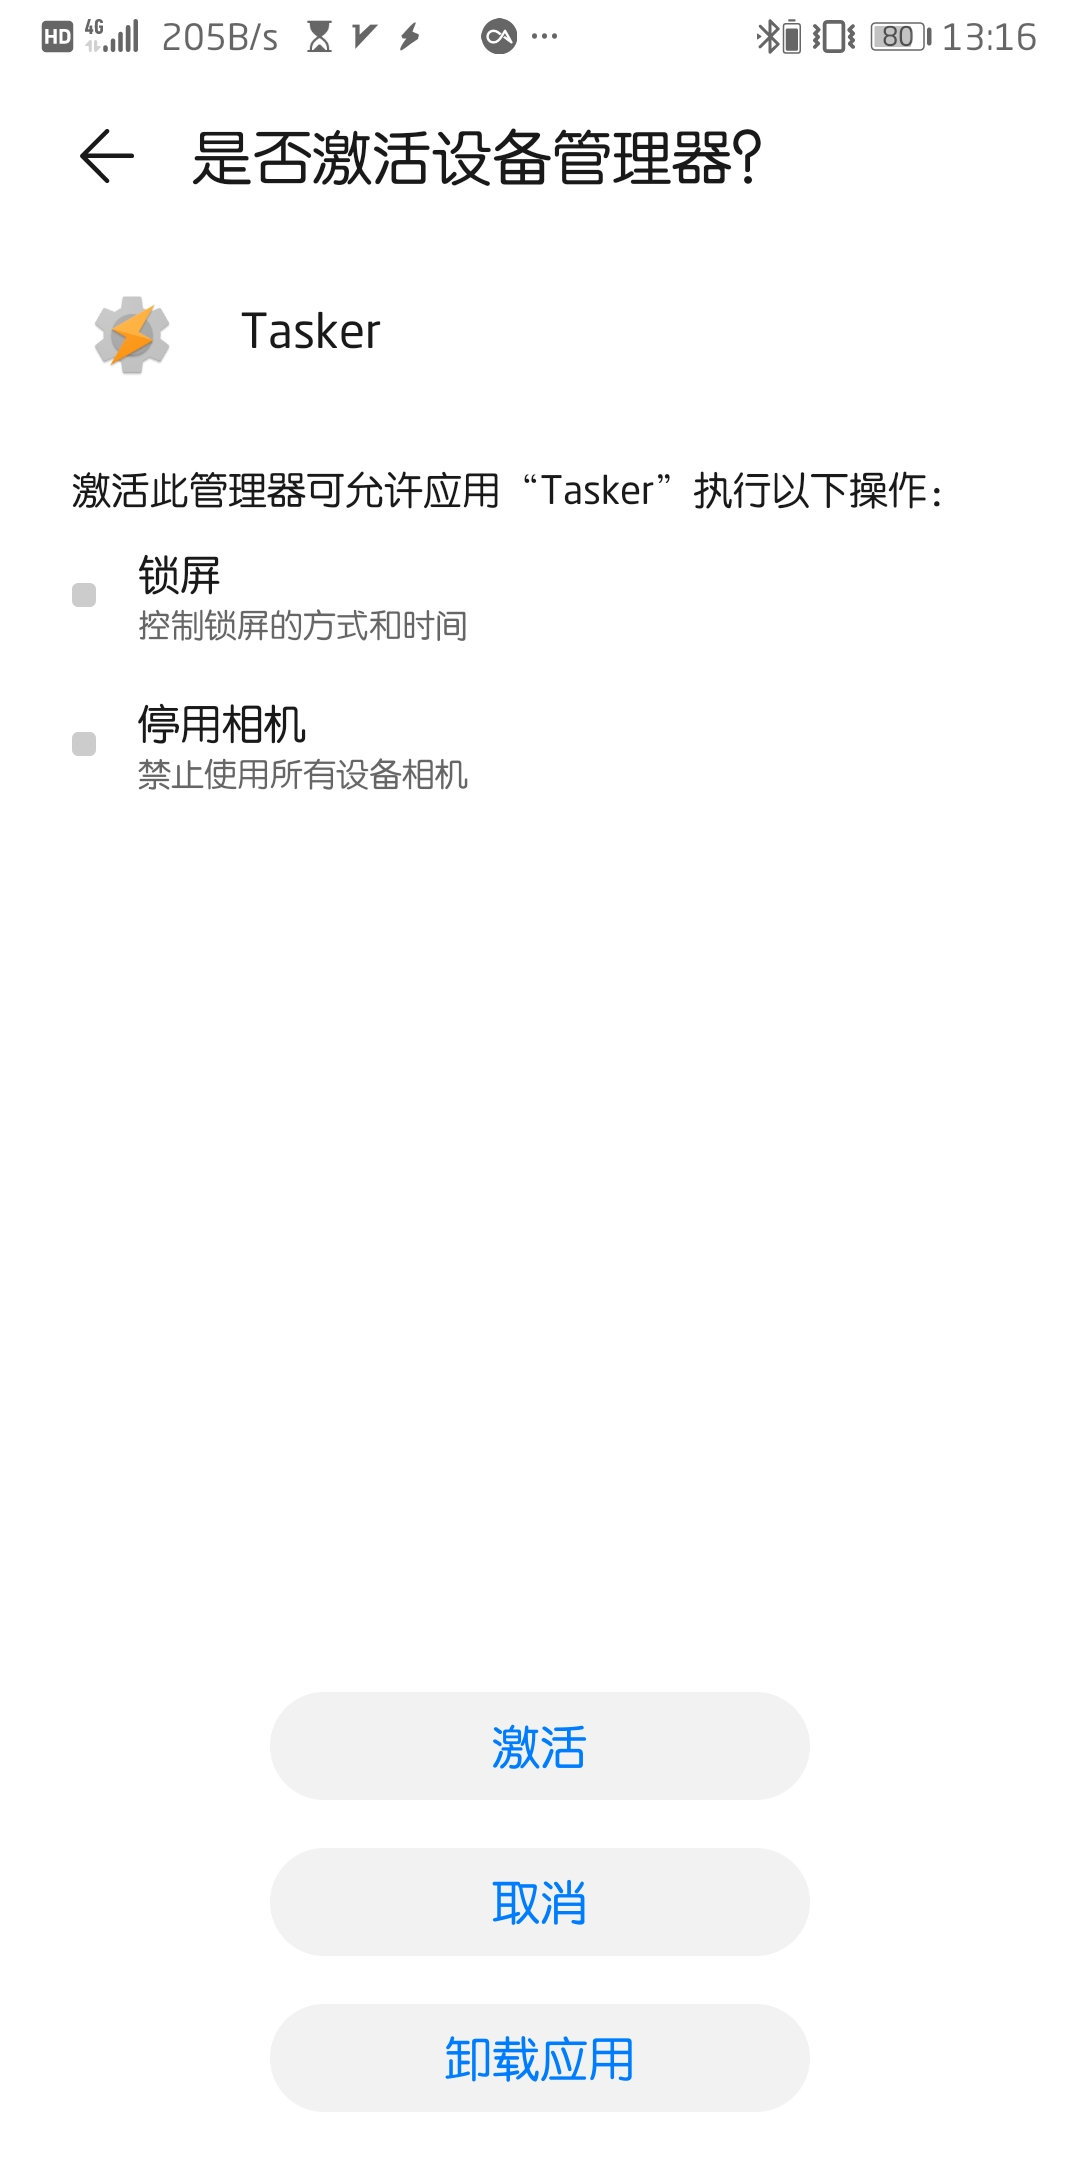 HD 4G 205B/s 80 13:16
是否激活设备管理器?
Tasker
激活此管理器可允许应用“Tasker”执行以下操作：
锁屏
控制锁屏的方式和时间
停用相机
禁止使用所有设备相机
激活
取消
卸载应用